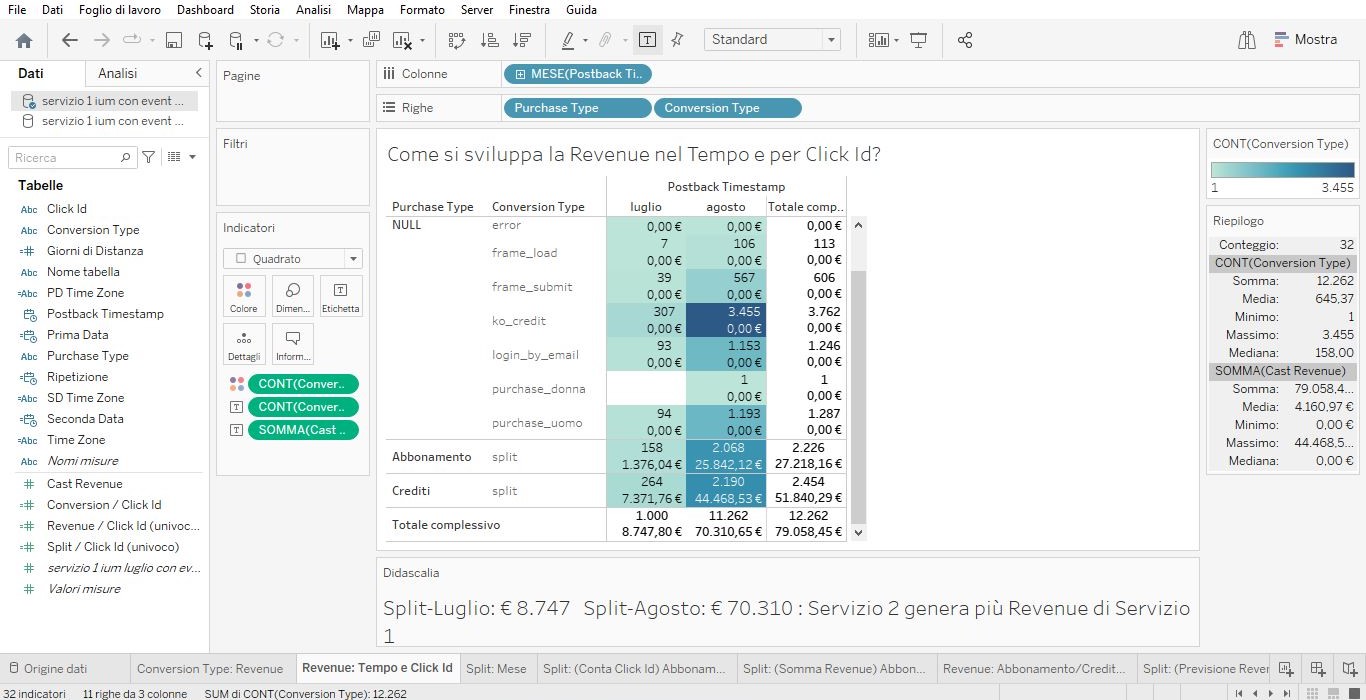 File Dati Foglio di lavoro Dashboard Storia Analisi Mappa Formato Server Finestra Guida
Standard
Mostra
Dati Analisi
servizio 1 ium con event ...
servizio 1 ium con event ...
Ricerca
Tabelle
Abc Click Id
Abc Conversion Type
Giorni di Distanza
Abc Nome tabella
=Abc PD Time Zone
Postback Timestamp
Prima Data
Abc Purchase Type
Ripetizione
=Abc SD Time Zone
Seconda Data
=Abc Time Zone
Abc Nomi misure
Cast Revenue
Conversion / Click Id
Revenue / Click Id (univoc...
Split / Click Id (univoco)
servizio 1 ium luglio con ev...
Valori misure
Pagine
Filtri
Indicatori
Quadrato
Colore Dimen... Etichetta
Dettagli Inform...
CONT(Conver..
CONT(Conver..
SOMMA(Cast ..
Colonne MESE(Postback Ti..
Righe Purchase Type Conversion Type
Come si sviluppa la Revenue nel Tempo e per Click Id?
Postback Timestamp
Purchase Type Conversion Type luglio agosto Totale comp..
NULL error 0,00 € 0,00 € 0,00 €
7 106 113
frame_load
0,00 € 0,00 € 0,00 €
39 567 606
frame_submit
0,00 € 0,00 € 0,00 €
307 3.455 3.762
ko_credit
0,00 € 0,00 € 0,00 €
93 1.153 1.246
login_by_email
0,00 € 0,00 € 0,00 €
1 1
purchase_donna
0,00 € 0,00 €
94 1.193 1.287
purchase_uomo
0,00 € 0,00 € 0,00 €
158 2.068 2.226
Abbonamento split
1.376,04 € 25.842,12 € 27.218,16 €
264 2.190 2.454
Crediti split
7.371,76 € 44.468,53 € 51.840,29 €
1.000 11.262 12.262
Totale complessivo
8.747,80 € 70.310,65 € 79.058,45 €
Didascalia
Split-Luglio: € 8.747 Split-Agosto: € 70.310 : Servizio 2 genera più Revenue di Servizio
1
CONT(Conversion Type)
1 3.455
Riepilogo
Conteggio: 32
CONT(Conversion Type)
Somma: 12.262
Media: 645,37
Minimo: 1
Massimo: 3.455
Mediana: 158,00
SOMMA(Cast Revenue)
Somma: 79.058,4...
Media: 4.160,97 €
Minimo: 0,00 €
Massimo: 44.468,5...
Mediana: 0,00 €
Origine dati Conversion Type: Revenue Revenue: Tempo e Click Id Split: Mese Split: (Conta Click Id) Abbonam... Split: (Somma Revenue) Abbon... Revenue: Abbonamento/Credit... Split: (Previsione Rever
32 indicatori 11 righe da 3 colonne SUM di CONT(Conversion Type): 12.262